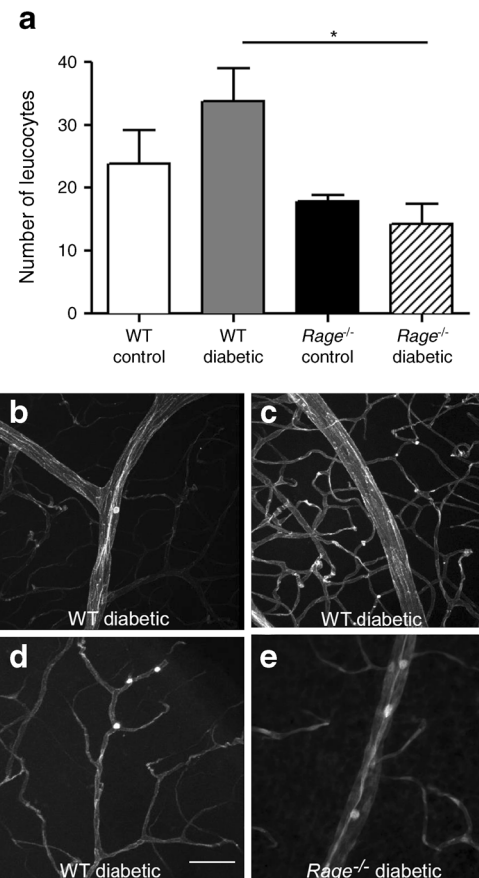 a
*
Number of leucocytes
40
30
20
10
0
WT control
WT diabetic
Rage-/- control
Rage-/- diabetic
b
WT diabetic
c
WT diabetic
d
WT diabetic
e
Rage-/- diabetic